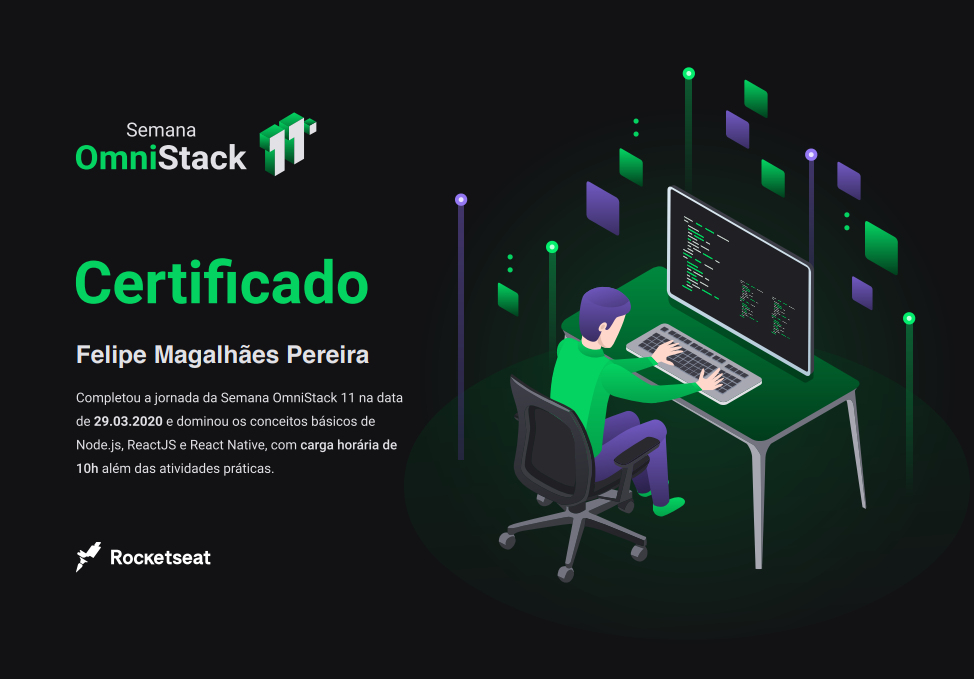 Semana
OmniStack 11
Certificado
Felipe Magalhães Pereira
Completou a jornada da Semana OmniStack 11 na data
de 29.03.2020 e dominou os conceitos básicos de
Node.js, ReactJS e React Native, com carga horária de
10h além das atividades práticas.
Rocketseat